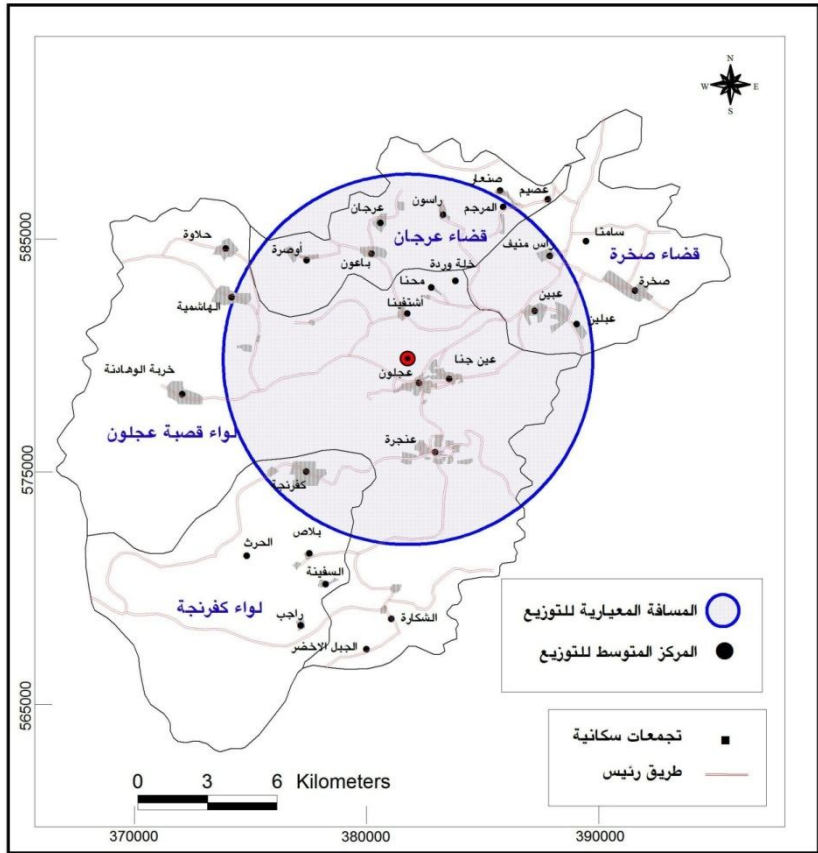 N
W E
S
صنعار
عصيم
راسون
المرجم
عرجان
سامتا
حلاوة
قضاء عرجان
راس منيف
قضاء صخرة
أوصرة
باعون
خلة وردة
محنا
صخرة
الهاشمية
أشتفينا
عبين
عبلين
عين جنا
عجلون
خربة الوهادنة
لواء قصبة عجلون
عنجرة
كفرنجة
بلاص
الحرث
السفينة
لواء كفرنجة
راجب
الشكارة
الجبل الاخضر
المسافة المعيارية للتوزيع
المركز المتوسط للتوزيع
تجمعات سكانية
طريق رئيس
0 3 6 Kilometers
585000
575000
565000
370000 380000 390000